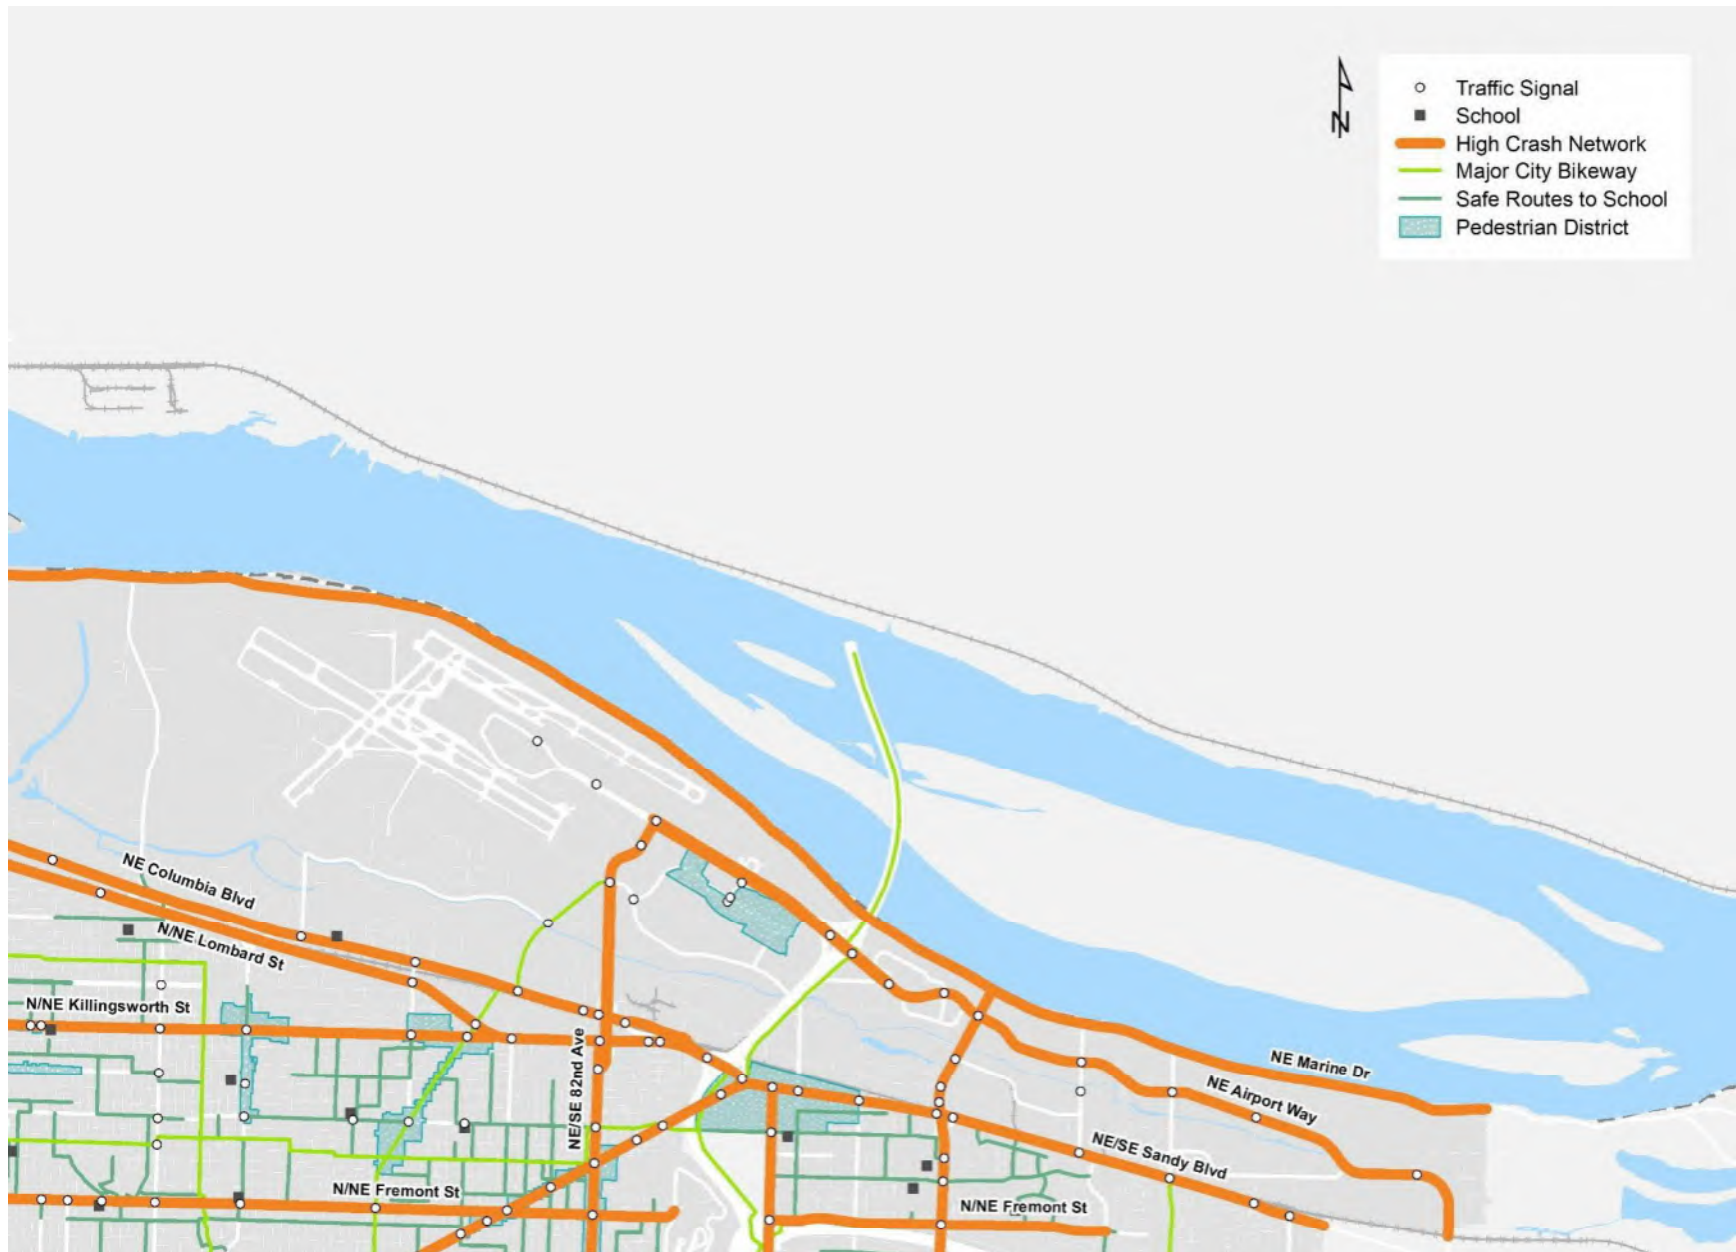 Traffic Signal
School
High Crash Network
N
Major City Bikeway
Safe Routes to School
Pedestrian District
NE Columbia Blvd
N/NE Lombard St
N/NE Killingsworth St
NE/SE 82nd Ave
NE Marine Dr
NE Airport Way
NE/SE Sandy Blvd
N/NE Fremont St
N/NE Fremont St